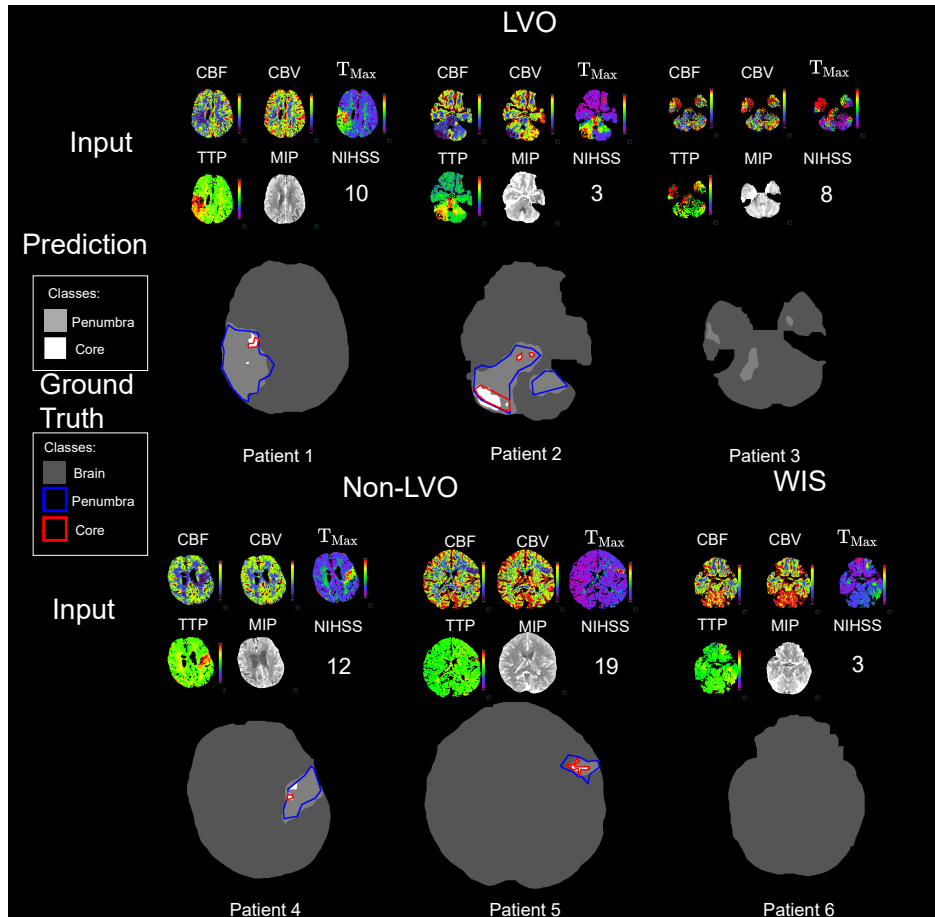 LVO
CBF CBV TMax CBF CBV TMax CBF CBV TMax
Input
TTP MIP NIHSS TTP MIP NIHSS TTP MIP NIHSS
10 3 8
Prediction
Classes:
Penumbra
Core
Ground
Truth
Classes:
Brain
Penumbra
Core
Patient 1 Patient 2 Patient 3
Non-LVO WIS
CBF CBV TMax CBF CBV TMax CBF CBV TMax
Input
TTP MIP NIHSS TTP MIP NIHSS TTP MIP NIHSS
12 19 3
Patient 4 Patient 5 Patient 6